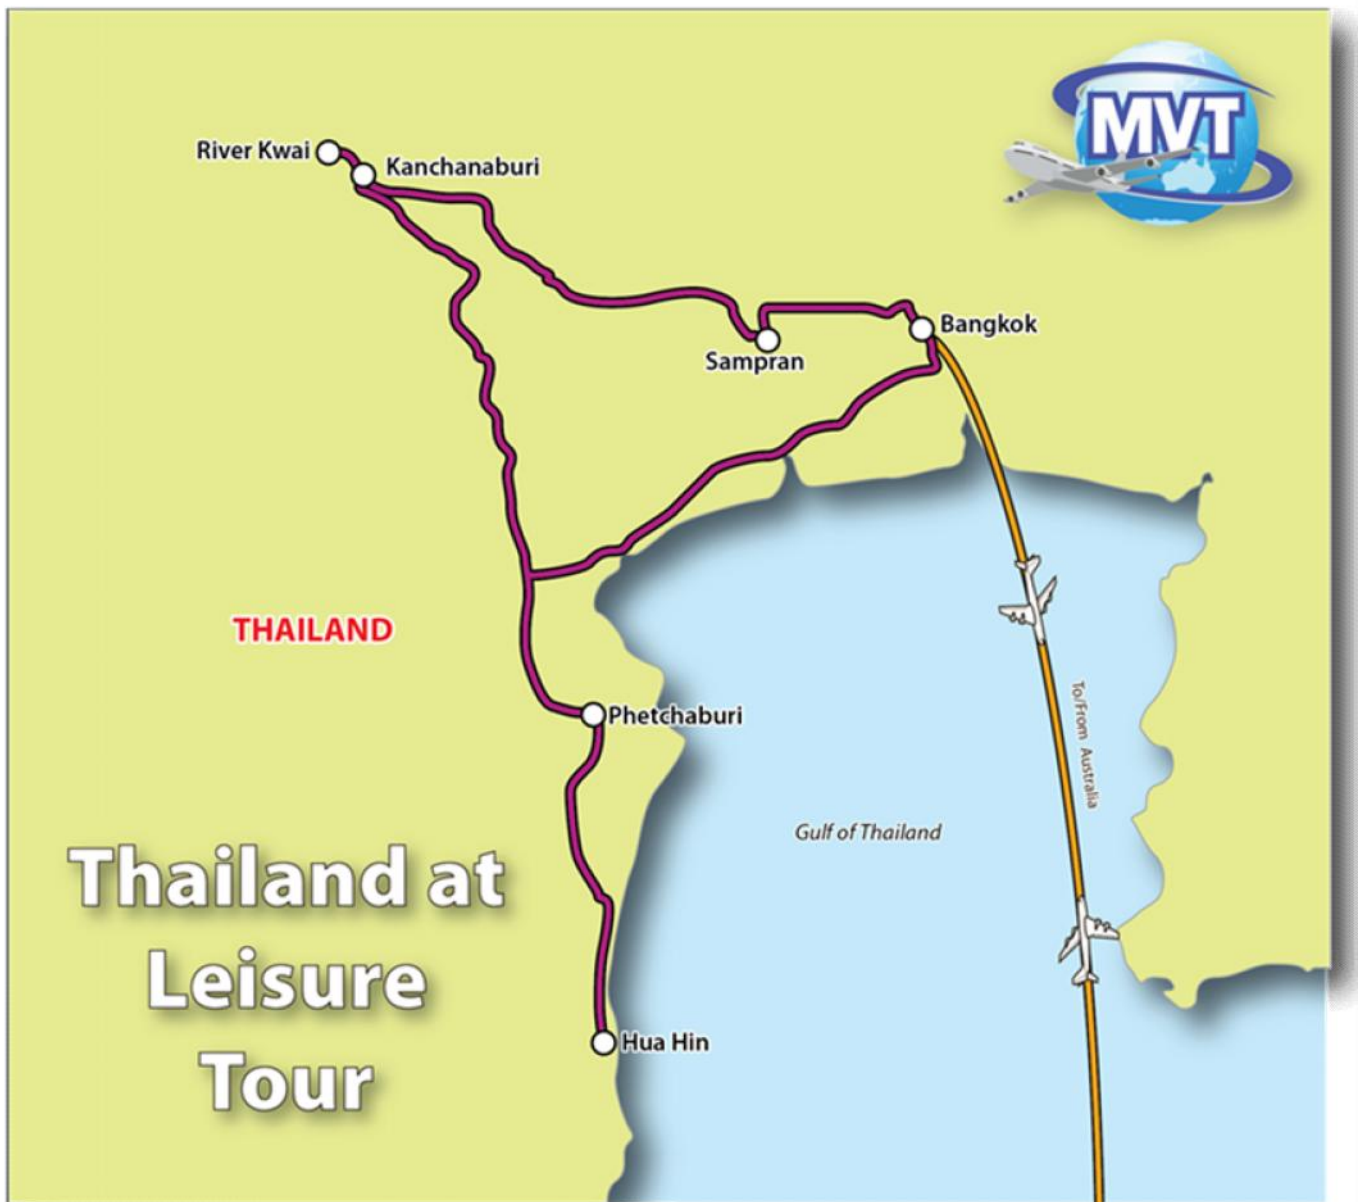 MVT
River Kwai
Kanchanaburi
Bangkok
Sampran
THAILAND
To/From Australia
Phetchaburi
Gulf of Thailand
Thailand at
Leisure
Tour
Hua Hin